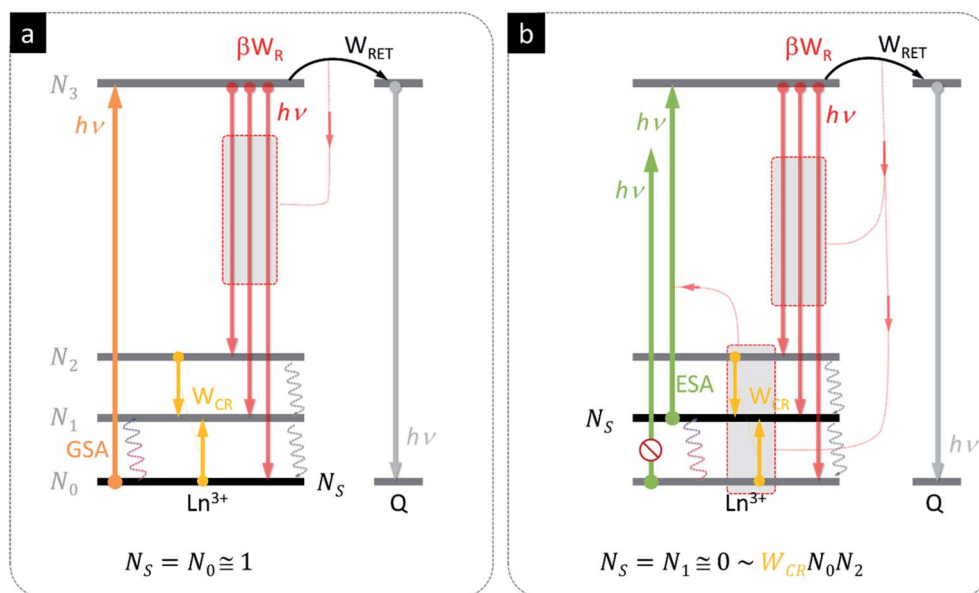 a
βW_R
W_RET
N_3
hν
hν
N_2
W_CR
N_1
GSA
hν
N_0
N_S
Ln³⁺
Q
N_S = N_0 ≅ 1
b
βW_R
W_RET
hν
hν
hν
ESA
W_CR
N_S
hν
Ln³⁺
Q
N_S = N_1 ≅ 0 ~ W_CR N_0 N_2